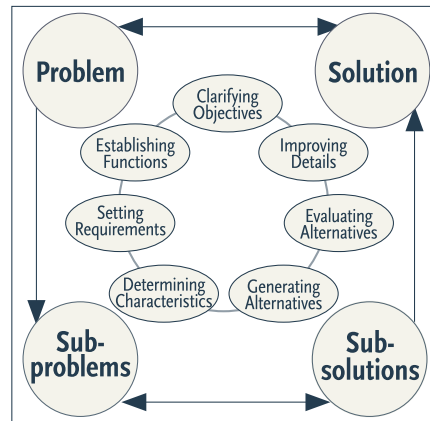 Problem
Solution
Clarifying
Objectives
Establishing
Functions
Improving
Details
Setting
Requirements
Evaluating
Alternatives
Determining
Characteristics
Generating
Alternatives
Sub-
problems
Sub-
solutions